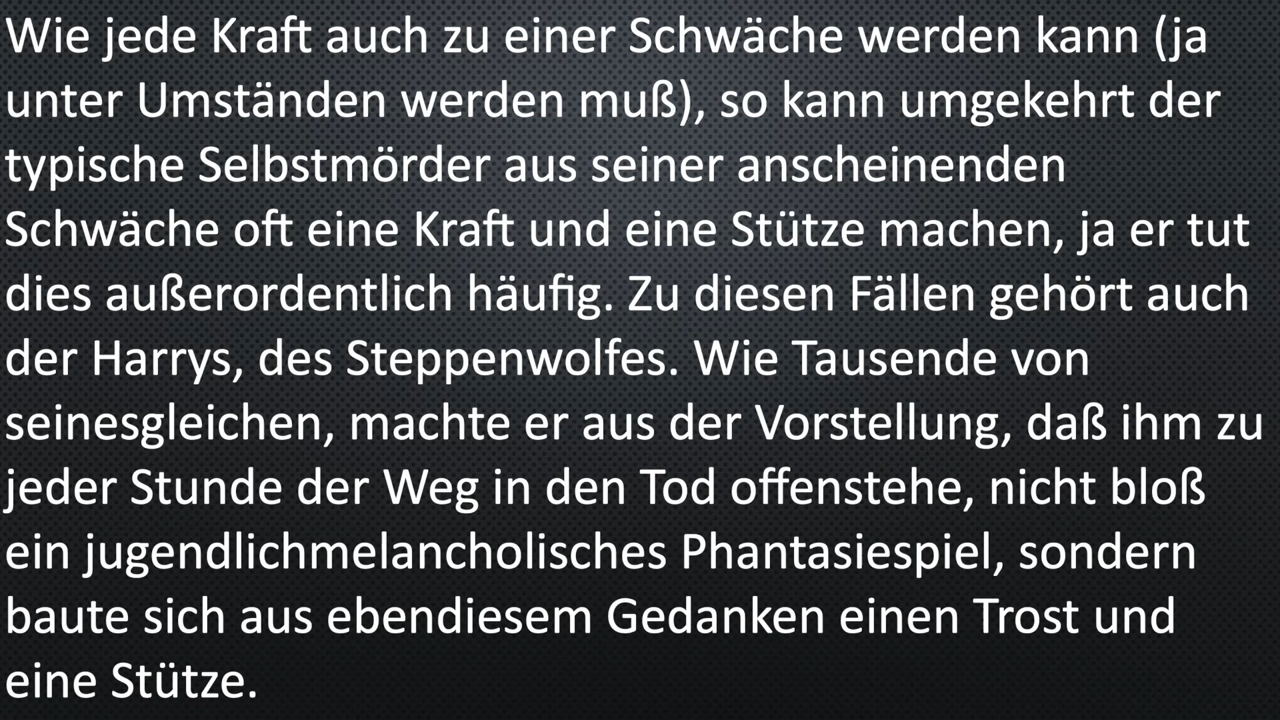 Wie jede Kraft auch zu einer Schwäche werden kann (ja
unter Umständen werden muß), so kann umgekehrt der
typische Selbstmörder aus seiner anscheinenden
Schwäche oft eine Kraft und eine Stütze machen, ja er tut
dies außerordentlich häufig. Zu diesen Fällen gehört auch
der Harrys, des Steppenwolfes. Wie Tausende von
seinesgleichen, machte er aus der Vorstellung, daß ihm zu
jeder Stunde der Weg in den Tod offenstehe, nicht bloß
ein jugendlichmelancholisches Phantasiespiel, sondern
baute sich aus ebendiesem Gedanken einen Trost und
eine Stütze.